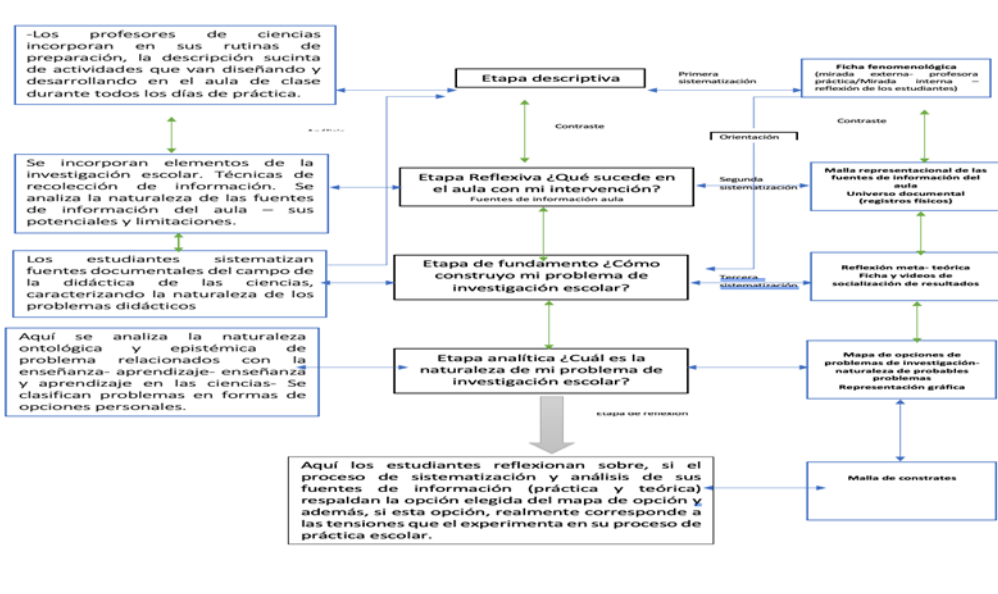 -Los profesores de ciencias
incorporan en sus rutinas de
preparación, la descripción sucinta
de actividades que van diseñando y
desarrollando en el aula de clase
durante todos los días de práctica.
Etapa descriptiva
Primera
sistematización
Ficha fenomenológica
(mirada externa- profesora
práctica/Mirada interna –
reflexión de los estudiantes)
Contraste
Contraste
Orientación
Se incorporan elementos de la
investigación escolar. Técnicas de
recolección de información. Se
analiza la naturaleza de las fuentes
de información del aula – sus
potenciales y limitaciones.
Etapa Reflexiva ¿Qué sucede en
el aula con mi intervención?
Fuentes de información aula
Segunda
sistematización
Malla representacional de las
fuentes de información del
aula
Universo documental
(registros físicos)
Los estudiantes sistematizan
fuentes documentales del campo de
la didáctica de las ciencias,
caracterizando la naturaleza de los
problemas didácticos
Etapa de fundamento ¿Cómo
construyo mi problema de
investigación escolar?
Tercera
sistematización
Reflexión meta- teórica
Ficha y videos de
socialización de resultados
Aquí se analiza la naturaleza
ontológica y epistémica de
problema relacionados con la
enseñanza- aprendizaje- enseñanza
y aprendizaje en las ciencias- Se
clasifican problemas en formas de
opciones personales.
Etapa analítica ¿Cuál es la
naturaleza de mi problema de
investigación escolar?
Mapa de opciones de
problemas de investigación-
naturaleza de probables
problemas
Representación gráfica
Etapa de reflexión
Aquí los estudiantes reflexionan sobre, si el
proceso de sistematización y análisis de sus
fuentes de información (práctica y teórica)
respaldan la opción elegida del mapa de opción y
además, si esta opción, realmente corresponde a
las tensiones que el experimenta en su proceso de
práctica escolar.
Malla de constrates